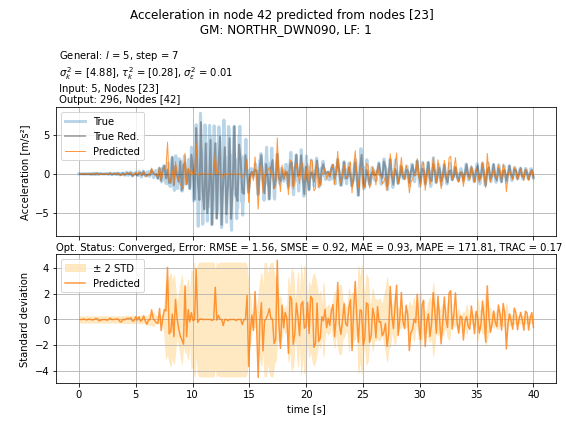 Acceleration in node 42 predicted from nodes [23]
GM: NORTHR_DWN090, LF: 1
General: l = 5, step = 7
σ²ₖ = [4.88], τ²ₖ = [0.28], σ²ε = 0.01
Input: 5, Nodes [23]
Output: 296, Nodes [42]
Acceleration [m/s²]
5
0
−5
True
True Red.
Predicted
Opt. Status: Converged, Error: RMSE = 1.56, SMSE = 0.92, MAE = 0.93, MAPE = 171.81, TRAC = 0.17
Standard deviation
4
2
0
−2
−4
± 2 STD
Predicted
0 5 10 15 20 25 30 35 40
time [s]